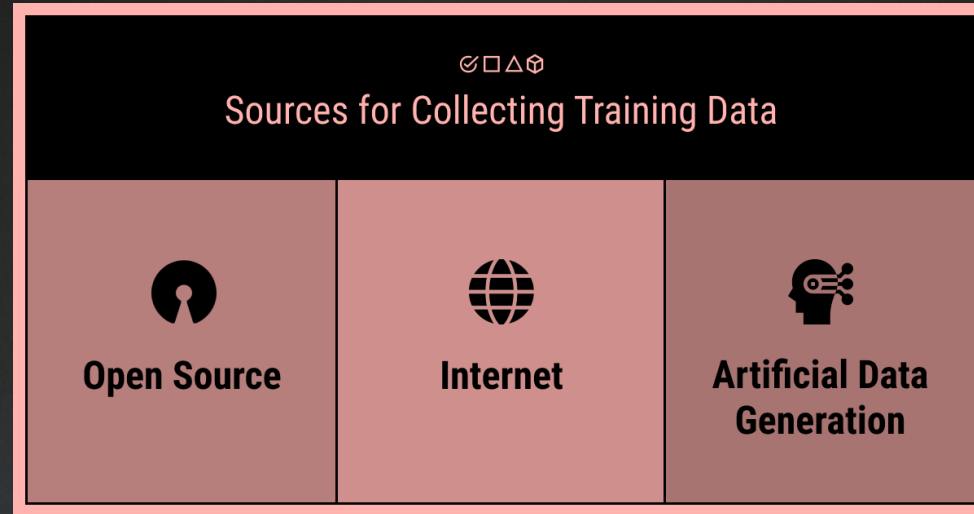 Sources for Collecting Training Data
Open Source
Internet
Artificial Data
Generation